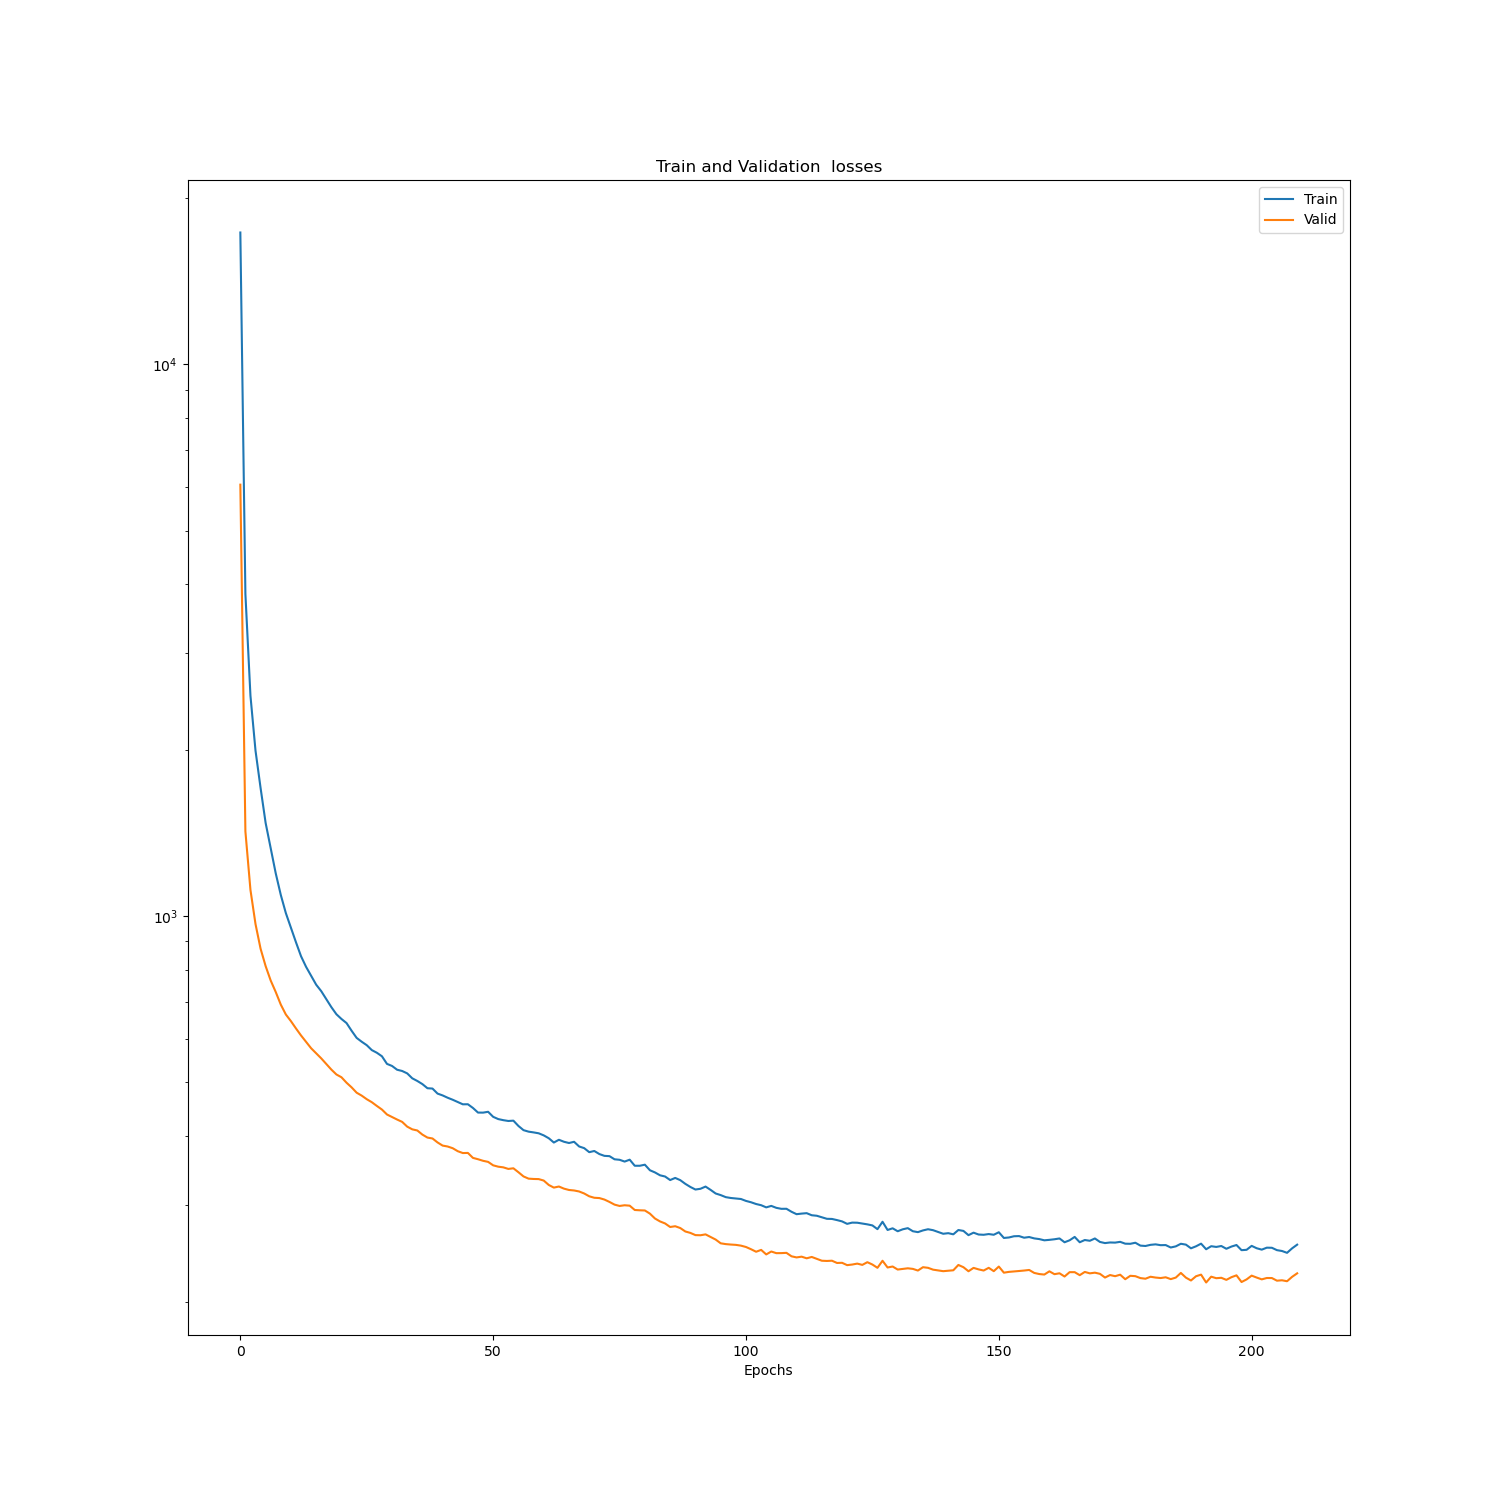 Train and Validation  losses
Train
Valid
10^4
10^3
0 50 100 150 200
Epochs